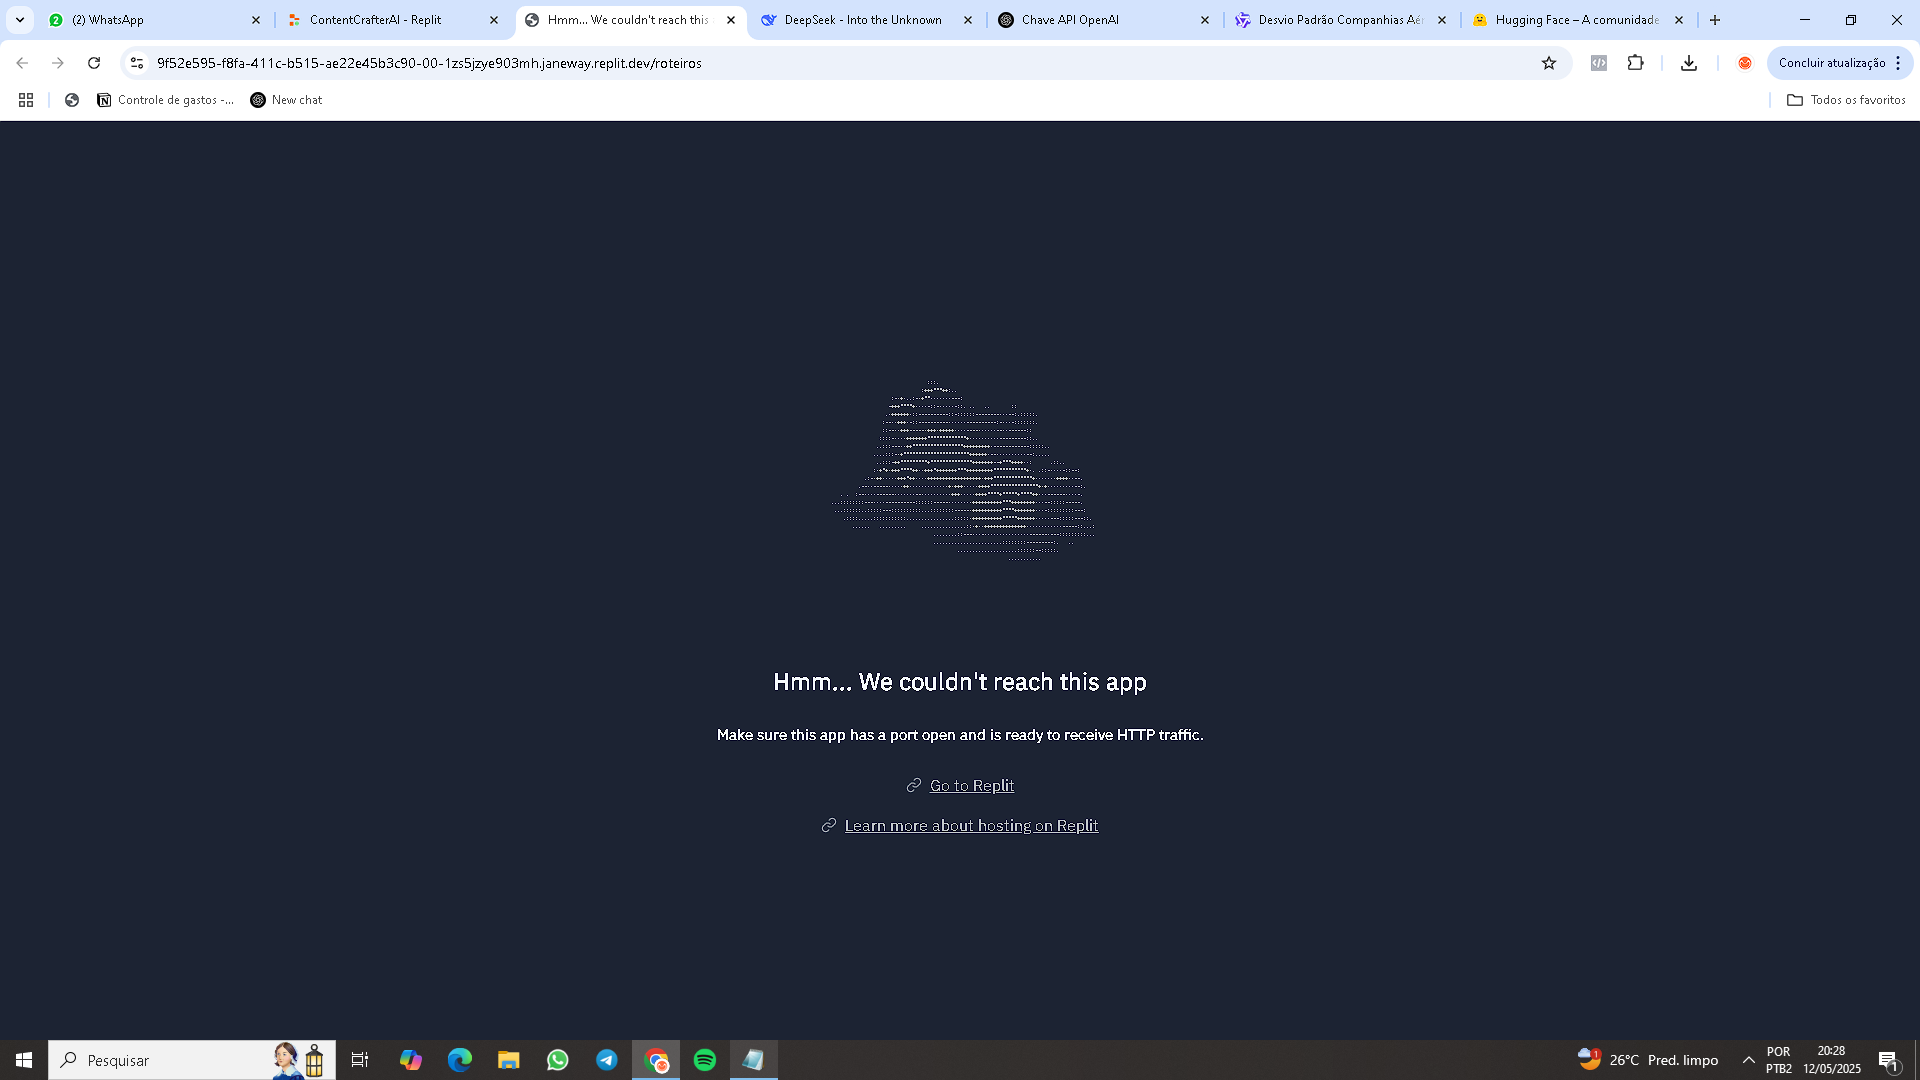 (2) WhatsApp
ContentCrafterAI - Replit
Hmm... We couldn't reach this
DeepSeek - Into the Unknown
Chave API OpenAI
Desvio Padrão Companhias Aé
Hugging Face – A comunidade
9f52e595-f8fa-411c-b515-ae22e45b3c90-00-1zs5jzye903mh.janeway.replit.dev/roteiros
Concluir atualização
Controle de gastos -...
New chat
Todos os favoritos
Hmm... We couldn't reach this app
Make sure this app has a port open and is ready to receive HTTP traffic.
Go to Replit
Learn more about hosting on Replit
Pesquisar
26°C Pred. limpo
POR
PTB2
20:28
12/05/2025
1